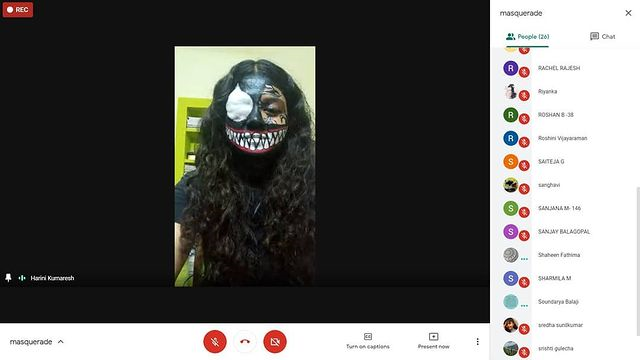 REC
Harini Kumaresh
masquerade
Turn on captions
Present now
masquerade
People (26)
Chat
R RACHEL RAJESH
Riyanka
R ROSHAN B -38
R Roshini Vijayaraman
S SAITEJA G
sanghavi
S SANJANA M- 146
S SANJAY BALAGOPAL
Shaheen Fathima
S SHARMILA M
Soundarya Balaji
sredha sunilkumar
srishti gulecha